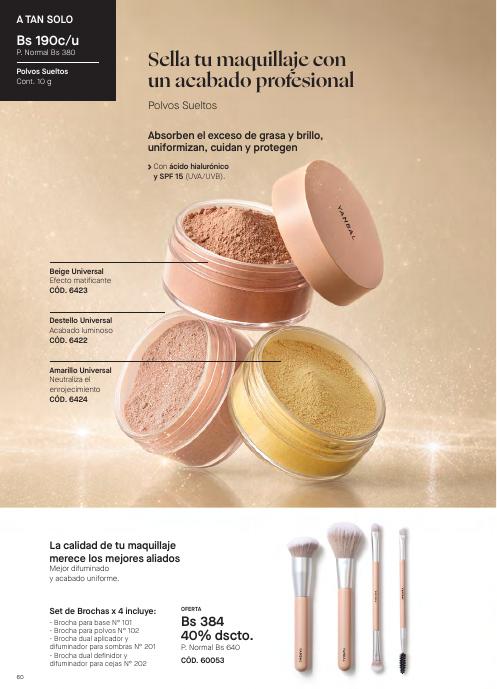 A TAN SOLO
Bs 190c/u
P. Normal Bs 380
Polvos Sueltos
Cont. 10 g
Sella tu maquillaje con
un acabado profesional
Polvos Sueltos
Absorben el exceso de grasa y brillo,
uniformizan, cuidan y protegen
› Con ácido hialurónico
y SPF 15 (UVA/UVB).
YANBAL
Beige Universal
Efecto matificante
CÓD. 6423
Destello Universal
Acabado luminoso
CÓD. 6422
Amarillo Universal
Neutraliza el
enrojecimiento
CÓD. 6424
La calidad de tu maquillaje
merece los mejores aliados
Mejor difuminado
y acabado uniforme.
Set de Brochas x 4 incluye:
- Brocha para base N° 101
- Brocha para polvos N° 102
- Brocha dual aplicador y
difuminador para sombras N° 201
- Brocha dual definidor y
difuminador para cejas N° 202
OFERTA
Bs 384
40% dscto.
P. Normal Bs 640
CÓD. 60053
60